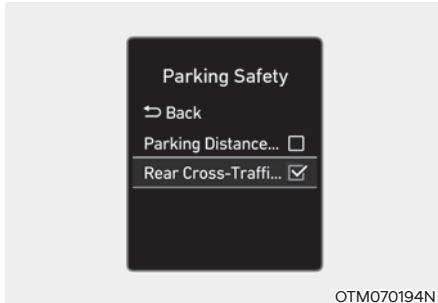 Parking Safety
⮌ Back
Parking Distance... ☐
Rear Cross-Traffi... ☑
OTM070194N